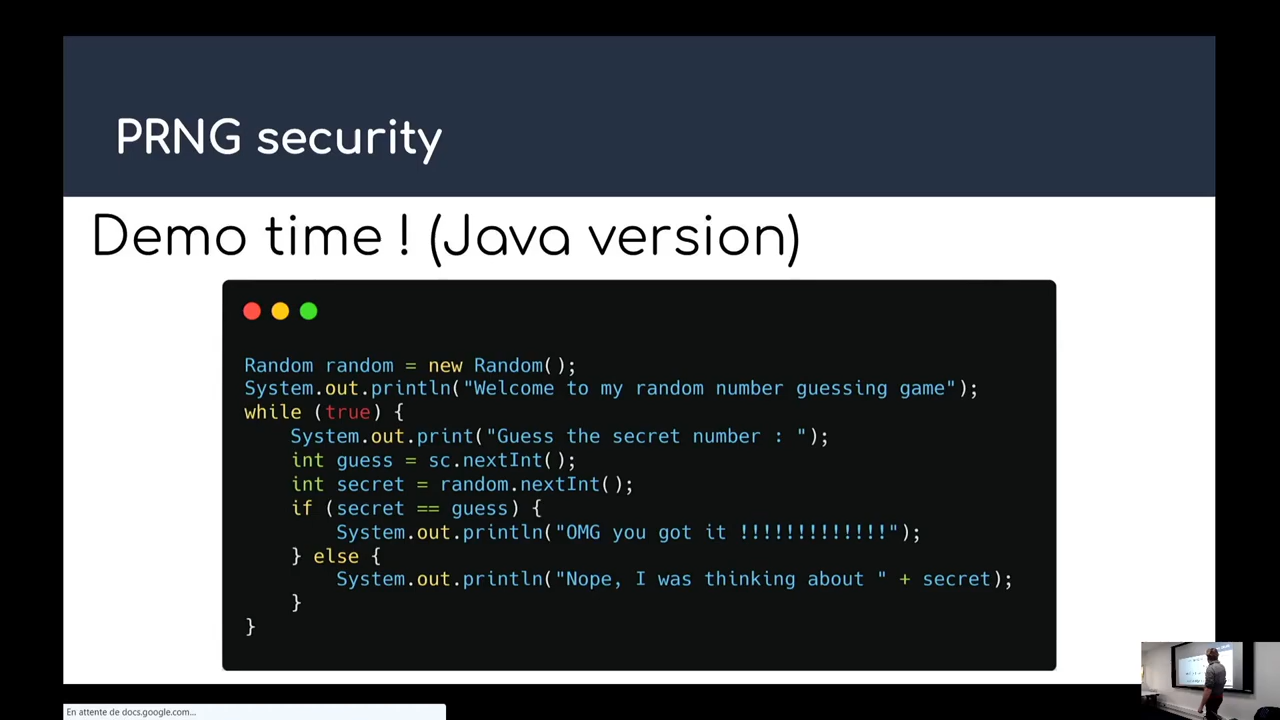 PRNG security
Demo time ! (Java version)
Random random = new Random();
System.out.println("Welcome to my random number guessing game");
while (true) {
    System.out.print("Guess the secret number : ");
    int guess = sc.nextInt();
    int secret = random.nextInt();
    if (secret == guess) {
        System.out.println("OMG you got it !!!!!!!!!!!!!");
    } else {
        System.out.println("Nope, I was thinking about " + secret);
    }
}
En attente de docs.google.com...